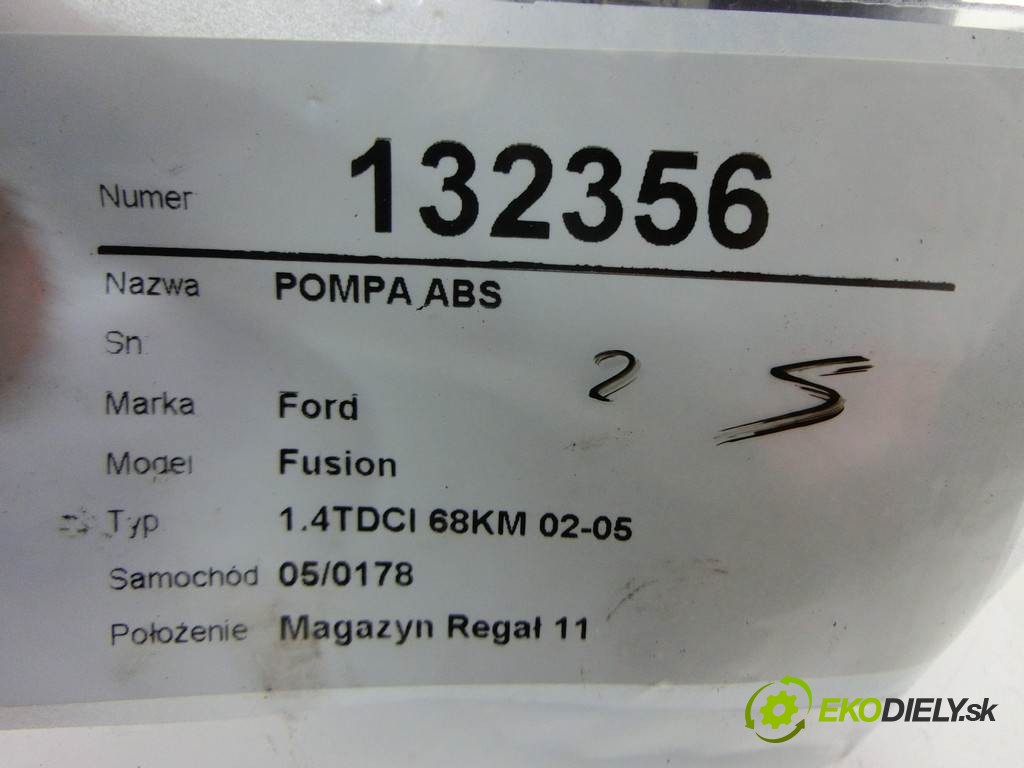 Numer 132356
Nazwa POMPA ABS
Sn
2 5
Marka Ford
Model Fusion
Typ 1.4TDCI 68KM 02-05
Samochód 05/0178
Położenie Magazyn Regał 11
EKODIELY.sk